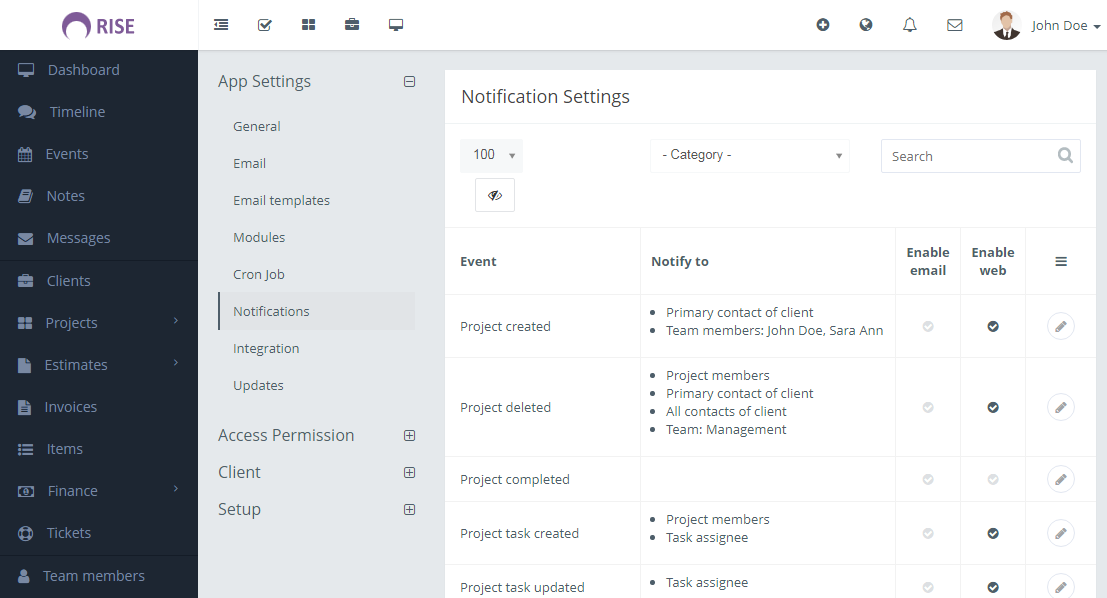 RISE
John Doe
Dashboard
Timeline
Events
Notes
Messages
Clients
Projects
Estimates
Invoices
Items
Finance
Tickets
Team members
App Settings
General
Email
Email templates
Modules
Cron Job
Notifications
Integration
Updates
Access Permission
Client
Setup
Notification Settings
100
- Category -
Search
Event
Notify to
Enable
email
Enable
web
Project created
Primary contact of client
Team members: John Doe, Sara Ann
Project deleted
Project members
Primary contact of client
All contacts of client
Team: Management
Project completed
Project task created
Project members
Task assignee
Project task updated
Task assignee